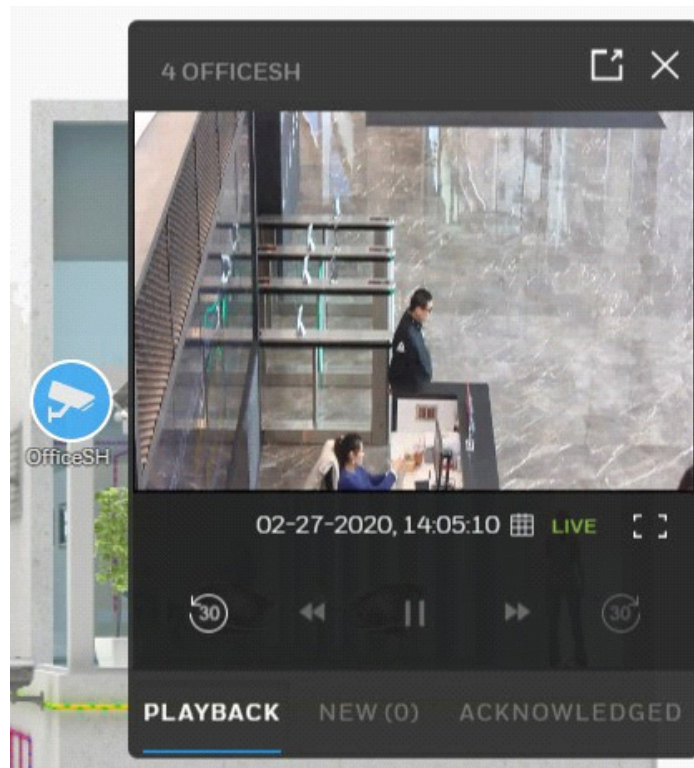 4 OFFICESH
OfficeSH
02-27-2020, 14:05:10 LIVE
30 30
PLAYBACK NEW (0) ACKNOWLEDGED